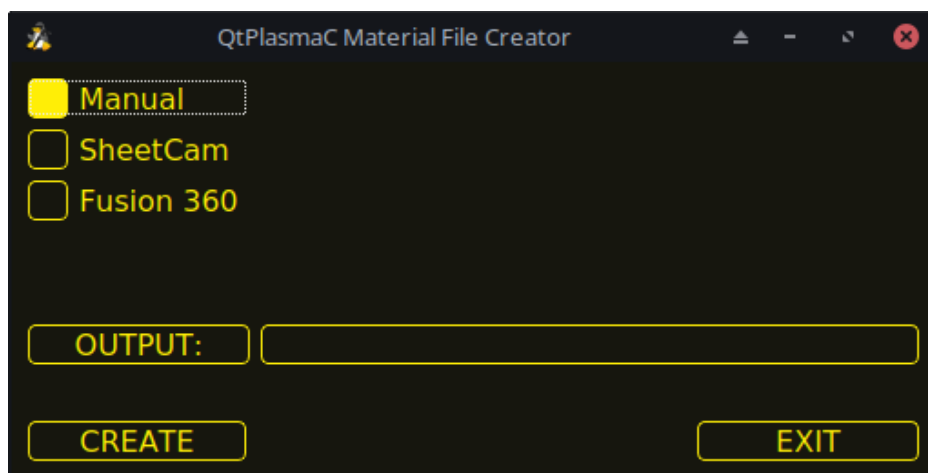 QtPlasmaC Material File Creator
Manual
SheetCam
Fusion 360
OUTPUT:
CREATE EXIT